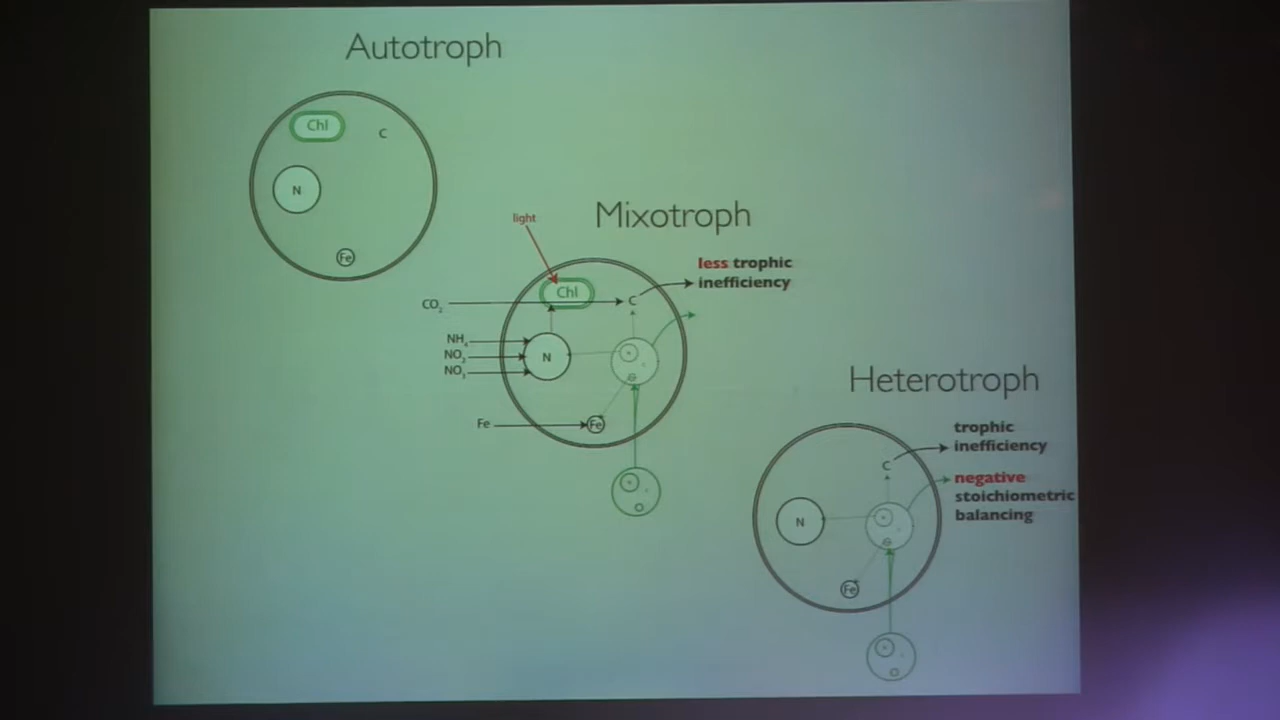 Autotroph
Chl
C
N
Fe
Mixotroph
light
less trophic
inefficiency
Chl
CO2
C
NH4
NO2
NO3
N
Fe
Fe
Heterotroph
trophic
inefficiency
C
negative
stoichiometric
balancing
N
Fe